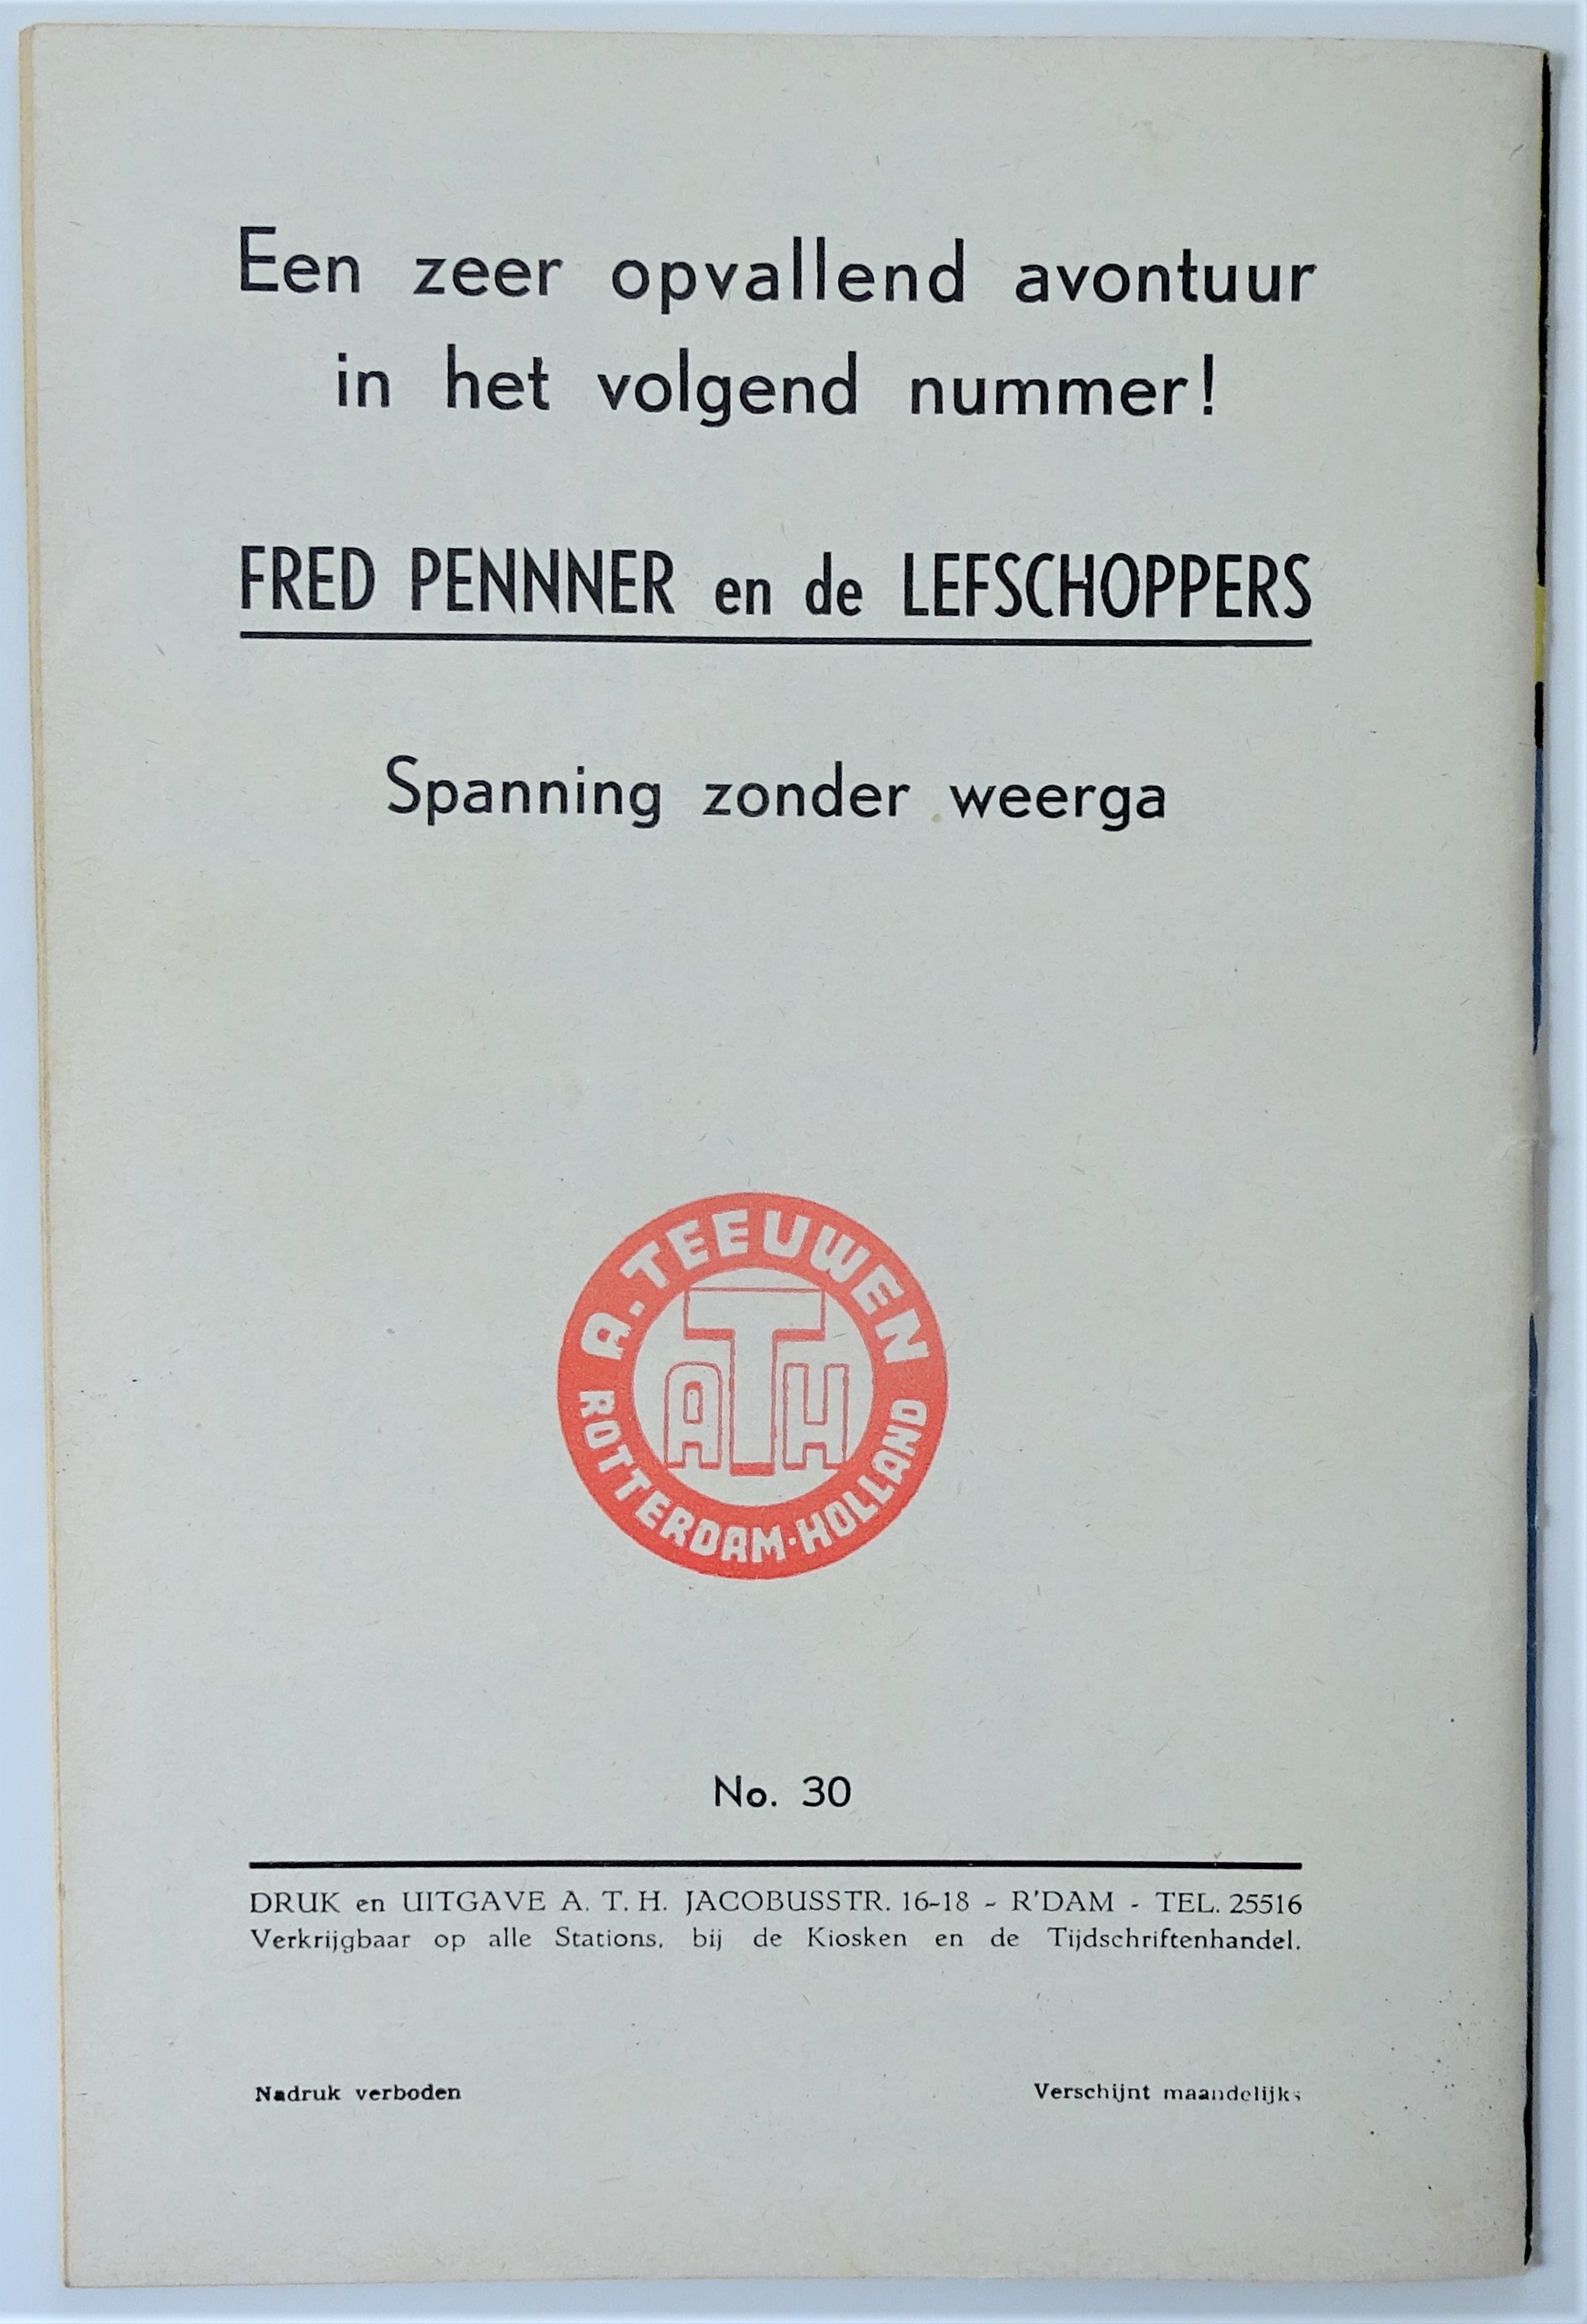 Een zeer opvallend avontuur
in het volgend nummer!
FRED PENNNER en de LEFSCHOPPERS
Spanning zonder weerga
A. TEEUWEN
ATH
ROTTERDAM·HOLLAND
No. 30
DRUK en UITGAVE A. T. H. JACOBUSSTR. 16-18 - R'DAM - TEL. 25516
Verkrijgbaar op alle Stations, bij de Kiosken en de Tijdschriftenhandel.
Nadruk verboden
Verschijnt maandelijks